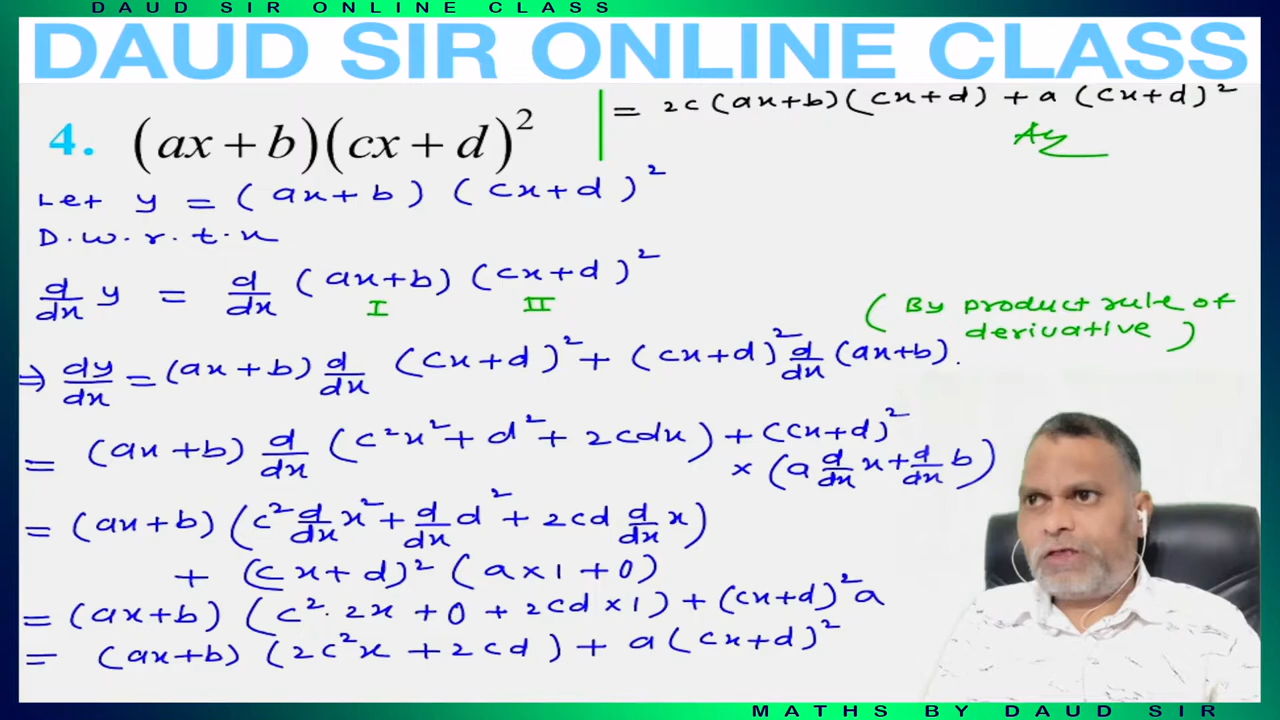 DAUD SIR ONLINE CLASS
DAUD SIR ONLINE CLASS
4. (ax + b)(cx + d)²
Let y = (ax + b) (cx + d)²
D.w.r.t.x
d/dx y = d/dx (ax+b) (cx+d)²
I II
(By product rule of
derivative)
⇒ dy/dx = (ax+b) d/dx (cx+d)² + (cx+d)² d/dx (ax+b).
= (ax+b) d/dx (c²x² + d² + 2cdx) + (cx+d)²
× (a d/dx x + d/dx b)
= (ax+b) (c² d/dx x² + d/dx d² + 2cd d/dx x)
+ (cx+d)² (a×1+0)
= (ax+b) (c². 2x + 0 + 2cd×1) + (cx+d)² a
= (ax+b) (2c²x + 2cd) + a(cx+d)²
= 2c(ax+b)(cx+d) + a(cx+d)²
MATHS BY DAUD SIR